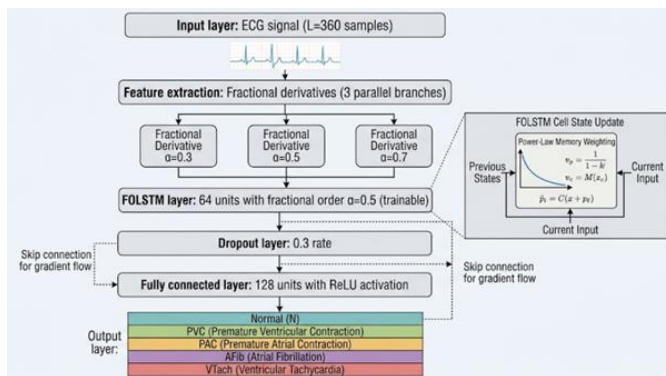 Input layer: ECG signal (L=360 samples)
Feature extraction: Fractional derivatives (3 parallel branches)
Fractional
Derivative
α=0.3
Fractional
Derivative
α=0.5
Fractional
Derivative
α=0.7
FOLSTM layer: 64 units with fractional order α=0.5 (trainable)
Dropout layer: 0.3 rate
Skip connection
for gradient flow
Fully connected layer: 128 units with ReLU activation
Skip connection
for gradient flow
Output
layer:
Normal (N)
PVC (Premature Ventricular Contraction)
PAC (Premature Atrial Contraction)
AFib (Atrial Fibrillation)
VTach (Ventricular Tachycardia)
FOLSTM Cell State Update
Power-Law Memory Weighting
Previous
States
Current
Input
Current Input